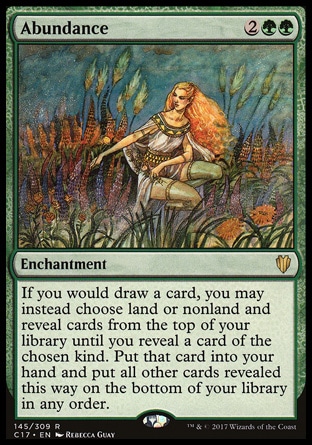 Abundance 2
Enchantment
If you would draw a card, you may
instead choose land or nonland and
reveal cards from the top of your
library until you reveal a card of the
chosen kind. Put that card into your
hand and put all other cards revealed
this way on the bottom of your library
in any order.
145/309 R
C17 • EN Rebecca Guay
™ & © 2017 Wizards of the Coast